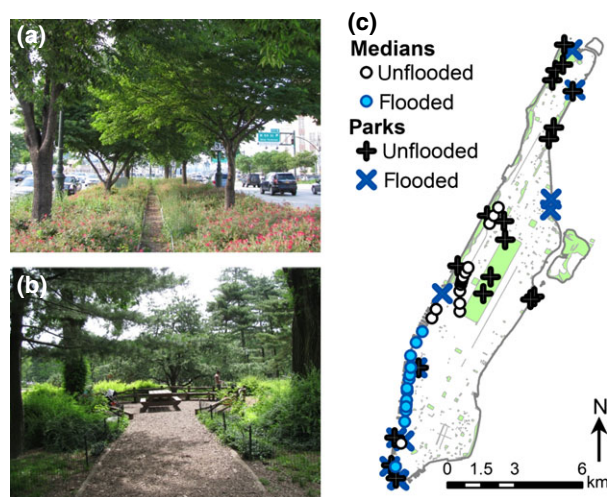 (a)
(b)
(c)
Medians
Unflooded
Flooded
Parks
Unflooded
Flooded
N
0 1.5 3 6
km